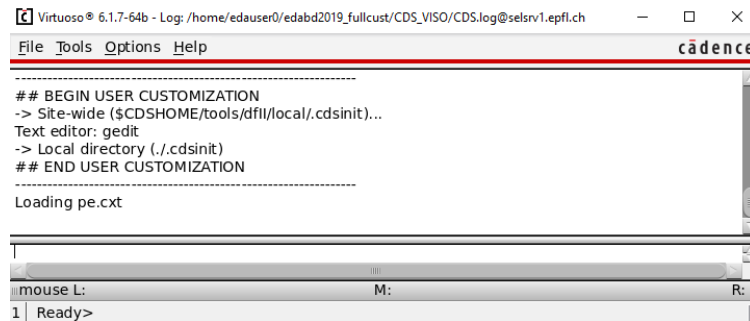 Virtuoso® 6.1.7-64b - Log: /home/edauser0/edabd2019_fullcust/CDS_VISO/CDS.log@selsrv1.epfl.ch
File Tools Options Help cādence
------------------------------------------------------------------
## BEGIN USER CUSTOMIZATION
-> Site-wide ($CDSHOME/tools/dfII/local/.cdsinit)...
Text editor: gedit
-> Local directory (./.cdsinit)
## END USER CUSTOMIZATION
------------------------------------------------------------------
Loading pe.cxt
mouse L: M: R:
1 Ready>